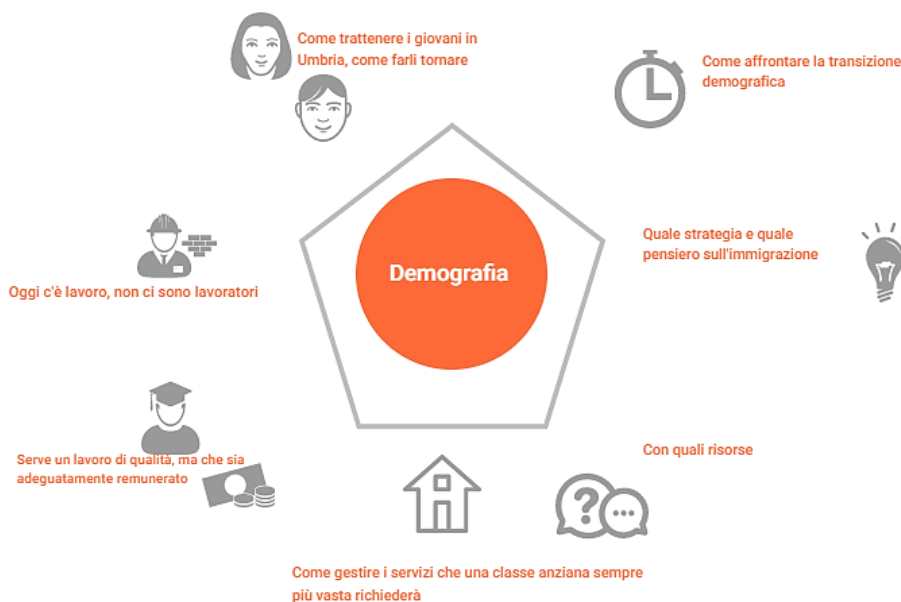 Come trattenere i giovani in
Umbria, come farli tornare
Come affrontare la transizione
demografica
Demografia
Quale strategia e quale
pensiero sull'immigrazione
Oggi c'è lavoro, non ci sono lavoratori
Serve un lavoro di qualità, ma che sia
adeguatamente remunerato
Con quali risorse
Come gestire i servizi che una classe anziana sempre
più vasta richiederà